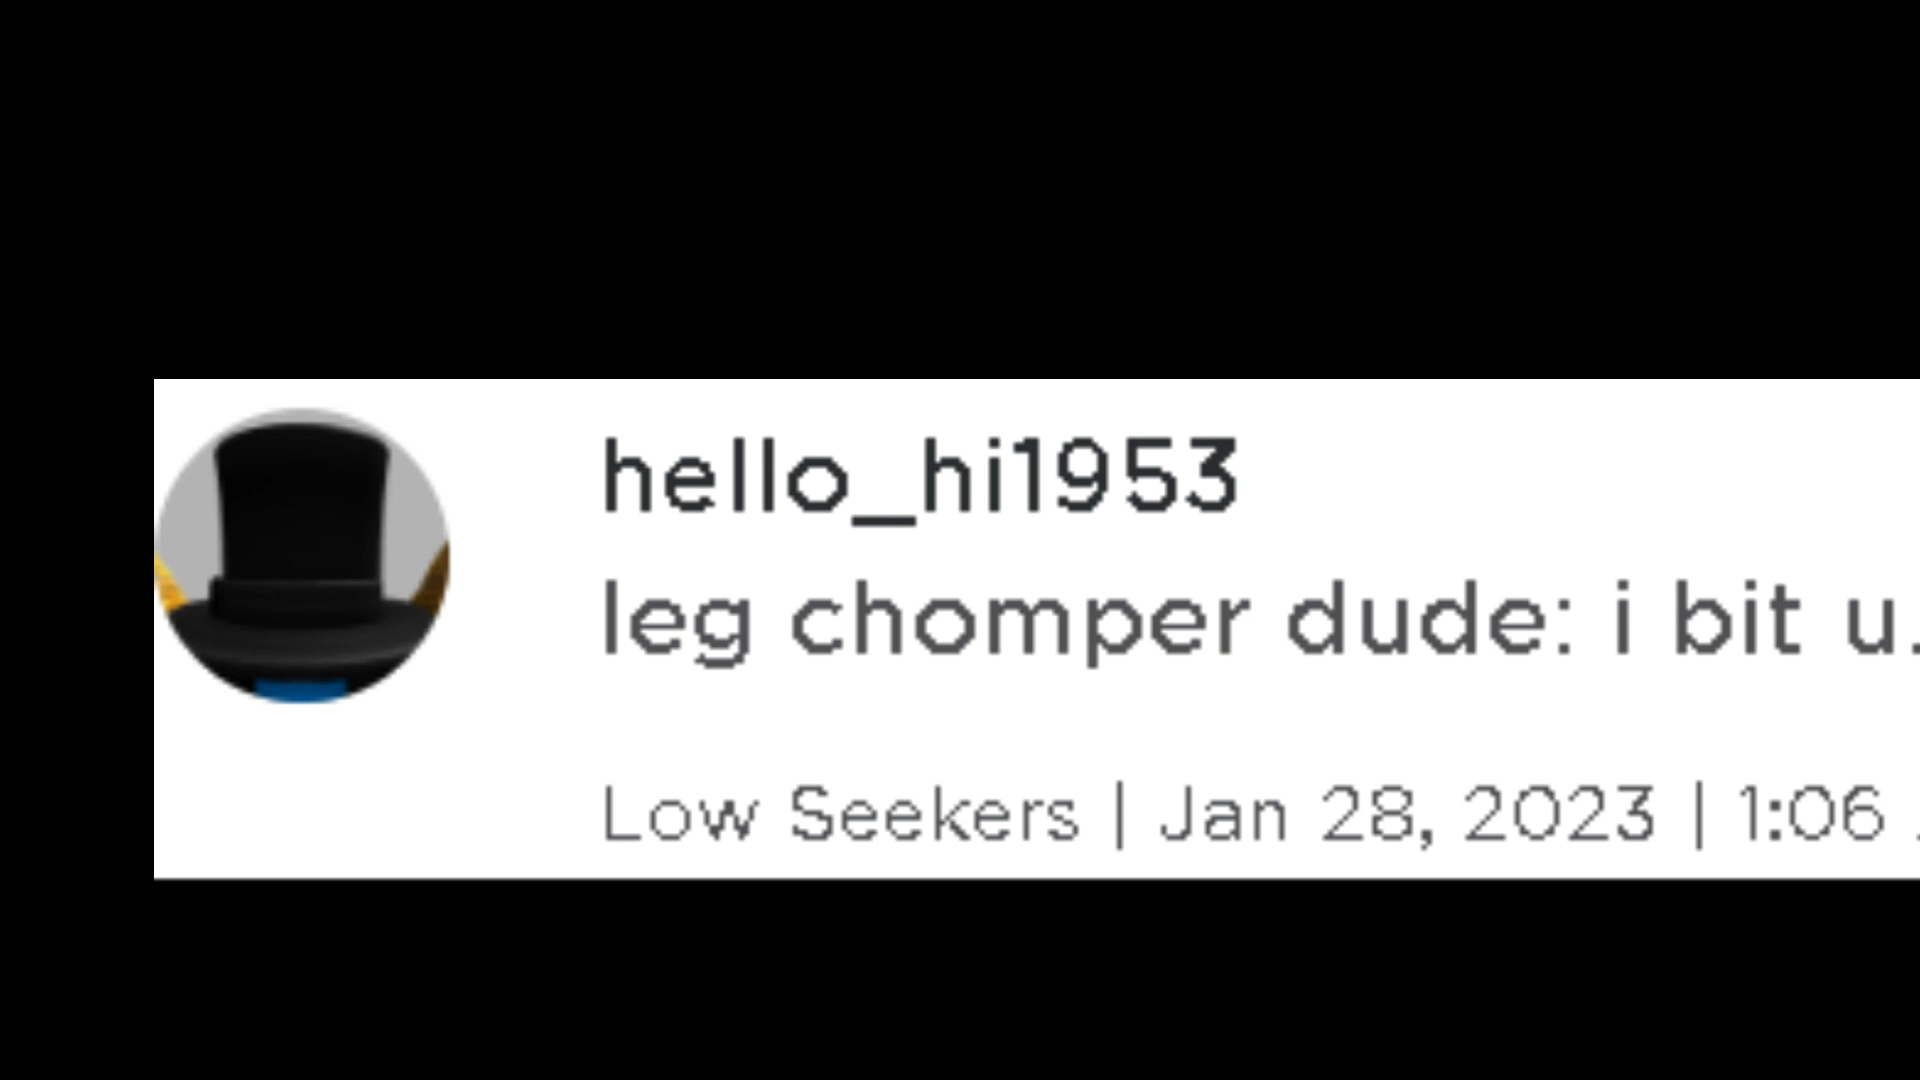 hello_hi1953
leg chomper dude: i bit u.
Low Seekers | Jan 28, 2023 | 1:06